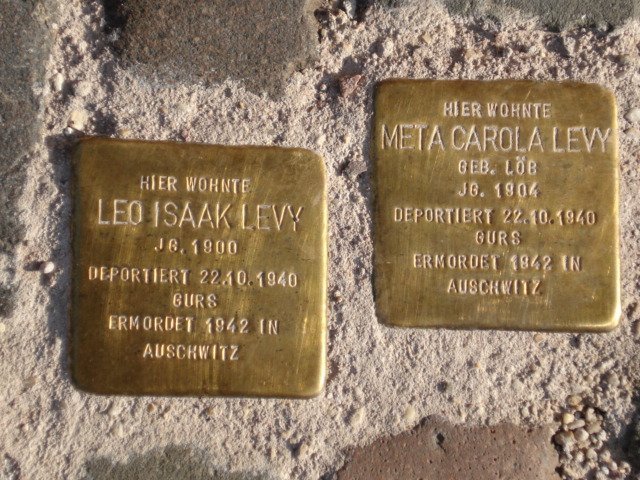 HIER WOHNTE
LEO ISAAK LEVY
JG. 1900
DEPORTIERT 22.10.1940
GURS
ERMORDET 1942 IN
AUSCHWITZ
HIER WOHNTE
META CAROLA LEVY
GEB. LÖB
JG. 1904
DEPORTIERT 22.10.1940
GURS
ERMORDET 1942 IN
AUSCHWITZ